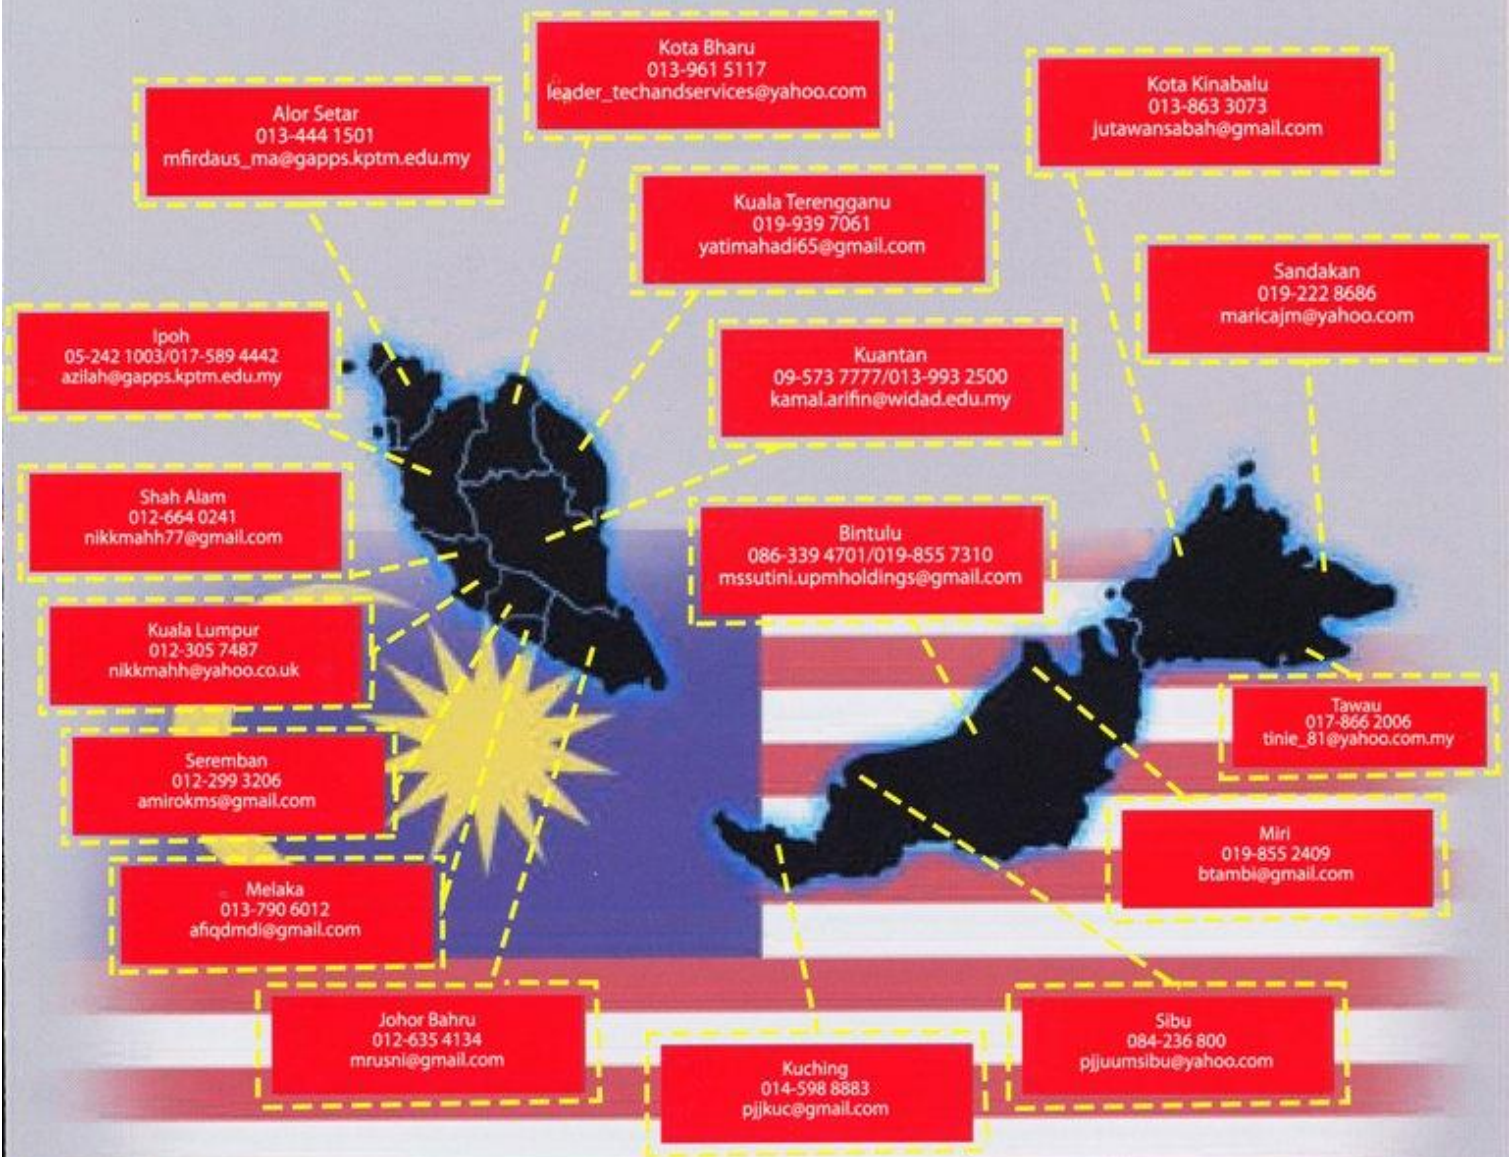 Kota Bharu
013-961 5117
leader_techandservices@yahoo.com
Kota Kinabalu
013-863 3073
jutawansabah@gmail.com
Alor Setar
013-444 1501
mfirdaus_ma@gapps.kptm.edu.my
Kuala Terengganu
019-939 7061
yatimahadi65@gmail.com
Sandakan
019-222 8686
maricajm@yahoo.com
Ipoh
05-242 1003/017-589 4442
azilah@gapps.kptm.edu.my
Kuantan
09-573 7777/013-993 2500
kamal.arifin@widad.edu.my
Shah Alam
012-664 0241
nikkmahh77@gmail.com
Bintulu
086-339 4701/019-855 7310
mssutini.upmholdings@gmail.com
Kuala Lumpur
012-305 7487
nikkmahh@yahoo.co.uk
Tawau
017-866 2006
tinie_81@yahoo.com.my
Seremban
012-299 3206
amirokms@gmail.com
Miri
019-855 2409
btambi@gmail.com
Melaka
013-790 6012
afiqdmdi@gmail.com
Johor Bahru
012-635 4134
mrusni@gmail.com
Kuching
014-598 8883
pjjkuc@gmail.com
Sibu
084-236 800
pjjuumsibu@yahoo.com